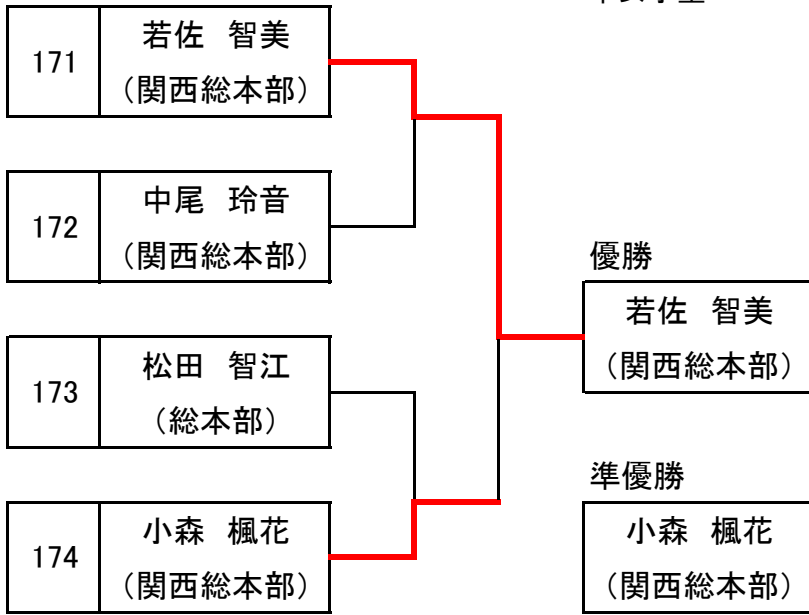 171
若佐 智美
(関西総本部)
172
中尾 玲音
(関西総本部)
173
松田 智江
(総本部)
174
小森 楓花
(関西総本部)
優勝
若佐 智美
(関西総本部)
準優勝
小森 楓花
(関西総本部)